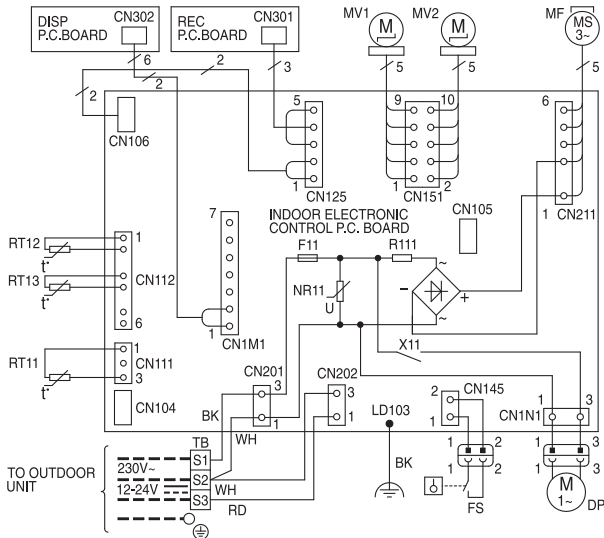 DISP
P.C.BOARD
CN302
REC
P.C.BOARD
CN301
MV1
M
MV2
M
MF
MS
3~
6
2
2
3
5
5
5
2
CN106
5
1
CN125
9
10
1
2
CN151
6
1
CN211
INDOOR ELECTRONIC
CONTROL P.C. BOARD
CN105
RT12
t°
1
RT13
t°
CN112
6
7
1
CN1M1
F11
R111
NR11
U
~
-
+
~
X11
RT11
t°
1
CN111
3
CN104
CN201
3
1
CN202
3
1
2
CN145
1
LD103
1
3
CN1N1
BK
WH
TB
TO OUTDOOR
UNIT
230V~
12-24V
S1
S2
S3
WH
RD
BK
1
2
1
2
FS
1
3
1
3
M
1~
DP